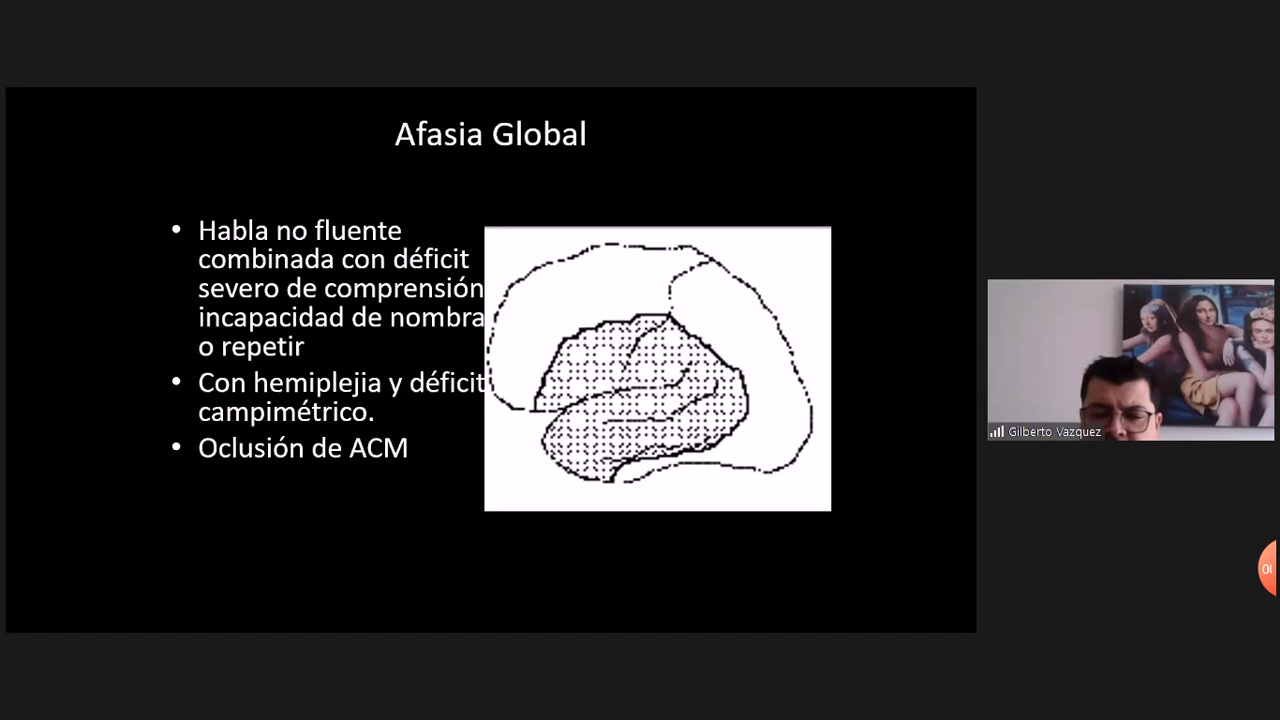 Afasia Global
• Habla no fluente
combinada con déficit
severo de comprensión
incapacidad de nombra
o repetir
• Con hemiplejia y déficit
campimétrico.
• Oclusión de ACM
Gilberto Vazquez